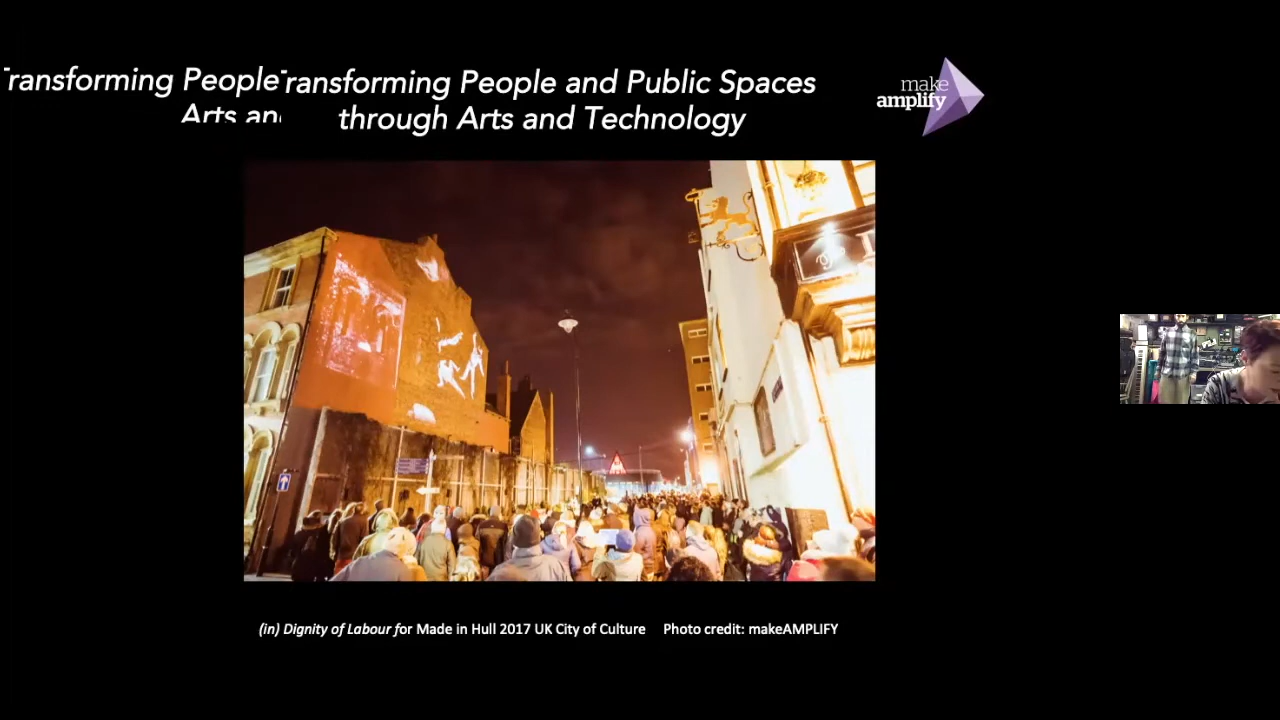 ransforming People
Arts an
ransforming People and Public Spaces
through Arts and Technology
make
amplify
(in) Dignity of Labour for Made in Hull 2017 UK City of Culture Photo credit: makeAMPLIFY